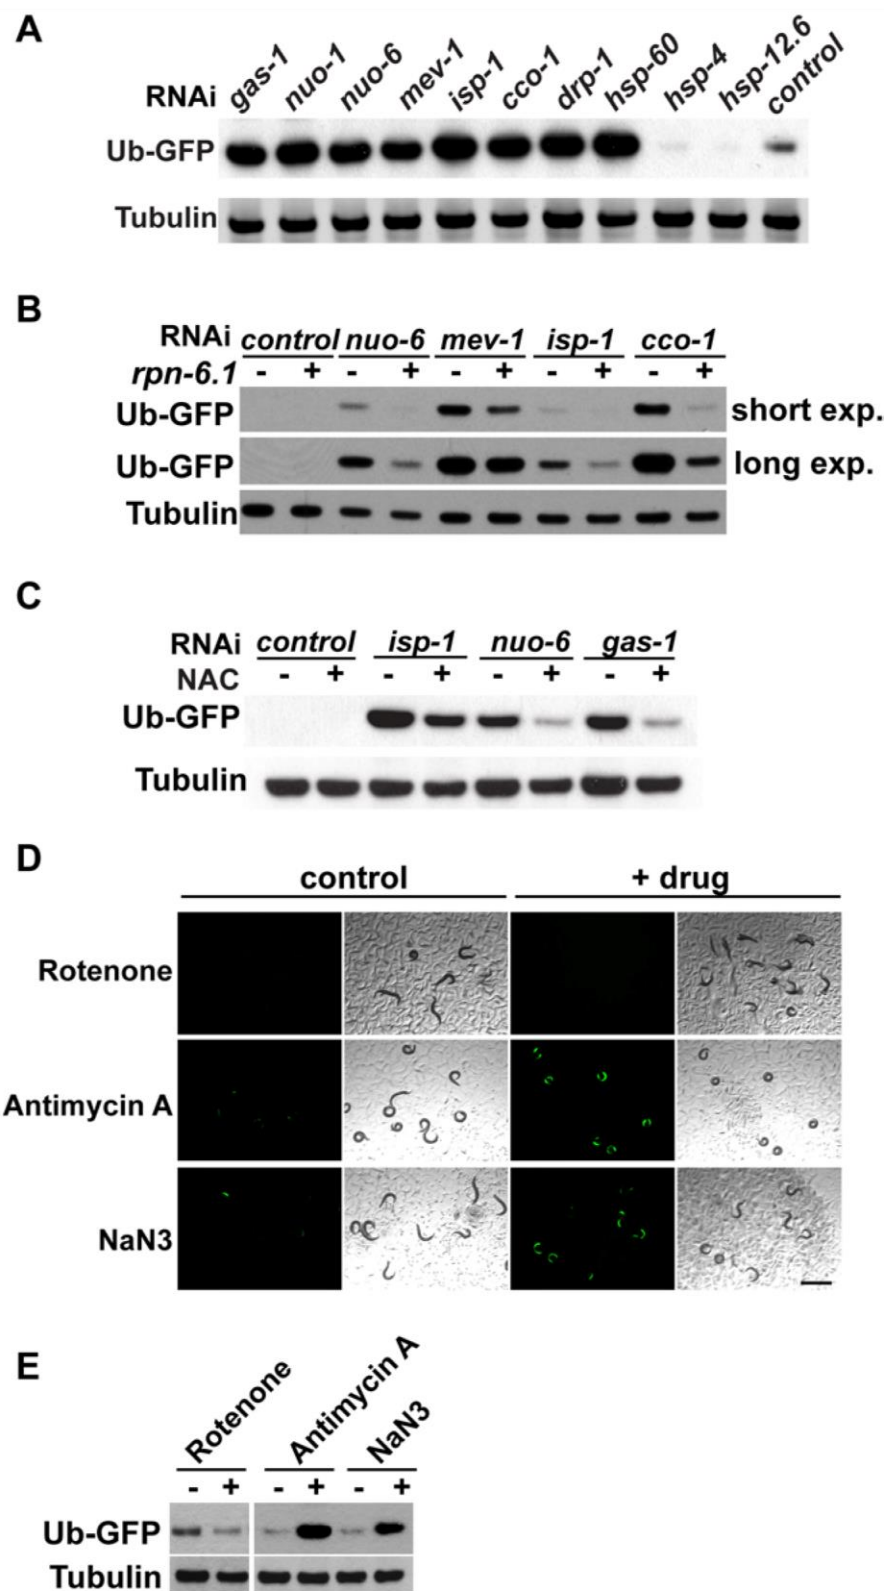 A
RNAi gas-1 nuo-1 nuo-6 mev-1 isp-1 cco-1 drp-1 hsp-60 hsp-4 hsp-12.6 control
Ub-GFP
Tubulin
B
RNAi control nuo-6 mev-1 isp-1 cco-1
rpn-6.1 - + - + - + - + - +
Ub-GFP short exp.
Ub-GFP long exp.
Tubulin
C
RNAi control isp-1 nuo-6 gas-1
NAC - + - + - + - +
Ub-GFP
Tubulin
D
control + drug
Rotenone
Antimycin A
NaN3
E
Rotenone Antimycin A NaN3
- + - + - +
Ub-GFP
Tubulin